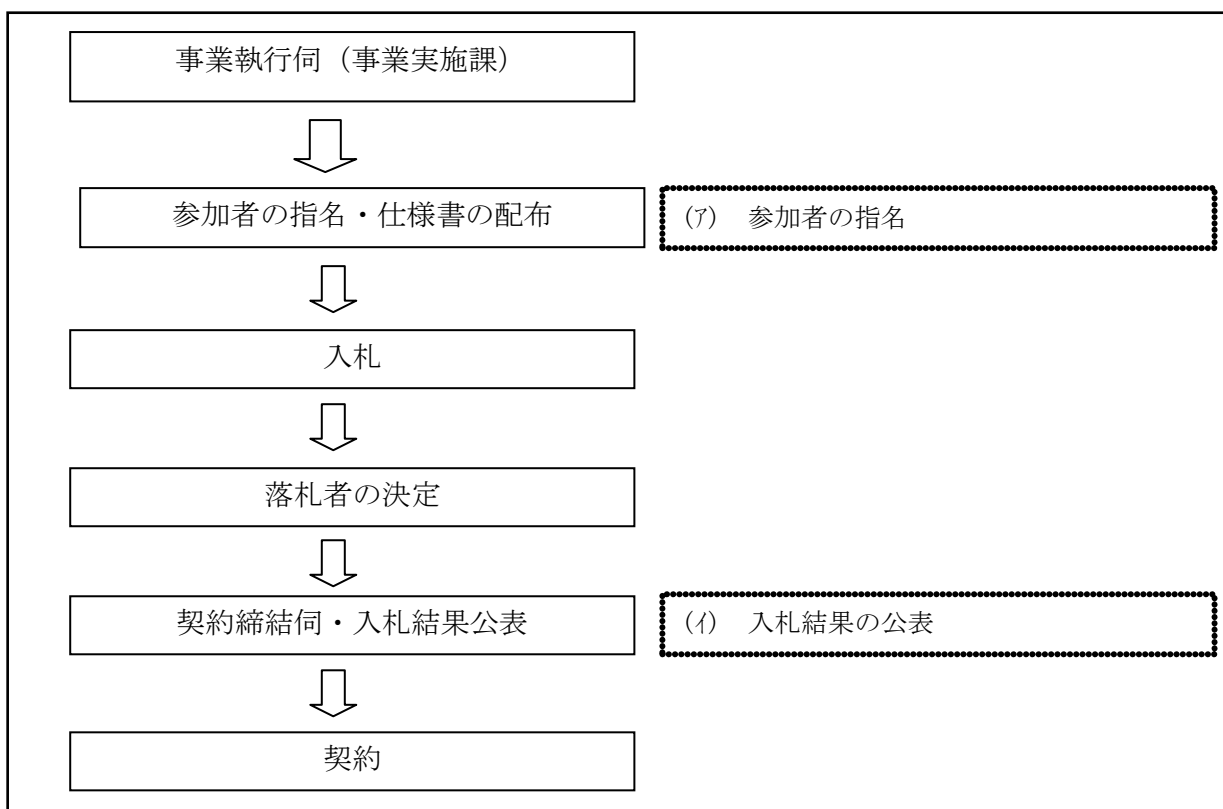 事業執行伺（事業実施課）
参加者の指名・仕様書の配布
(ｱ) 参加者の指名
入札
落札者の決定
契約締結伺・入札結果公表
(ｲ) 入札結果の公表
契約